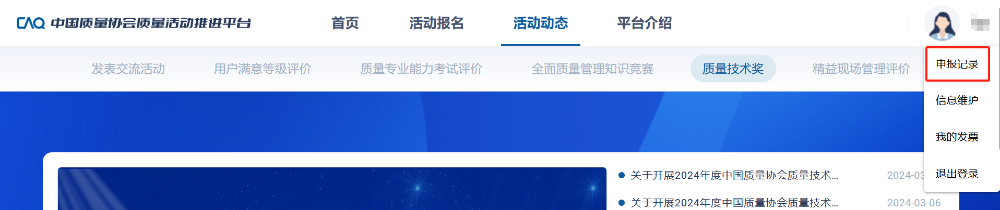 CAQ 中国质量协会质量活动推进平台
首页 活动报名 活动动态 平台介绍
发表交流活动 用户满意等级评价 质量专业能力考试评价 全面质量管理知识竞赛 质量技术奖 精益现场管理评价
申报记录
信息维护
我的发票
退出登录
关于开展2024年度中国质量协会质量技术... 2024-03
关于开展2024年度中国质量协会质量技术... 2024-03-06